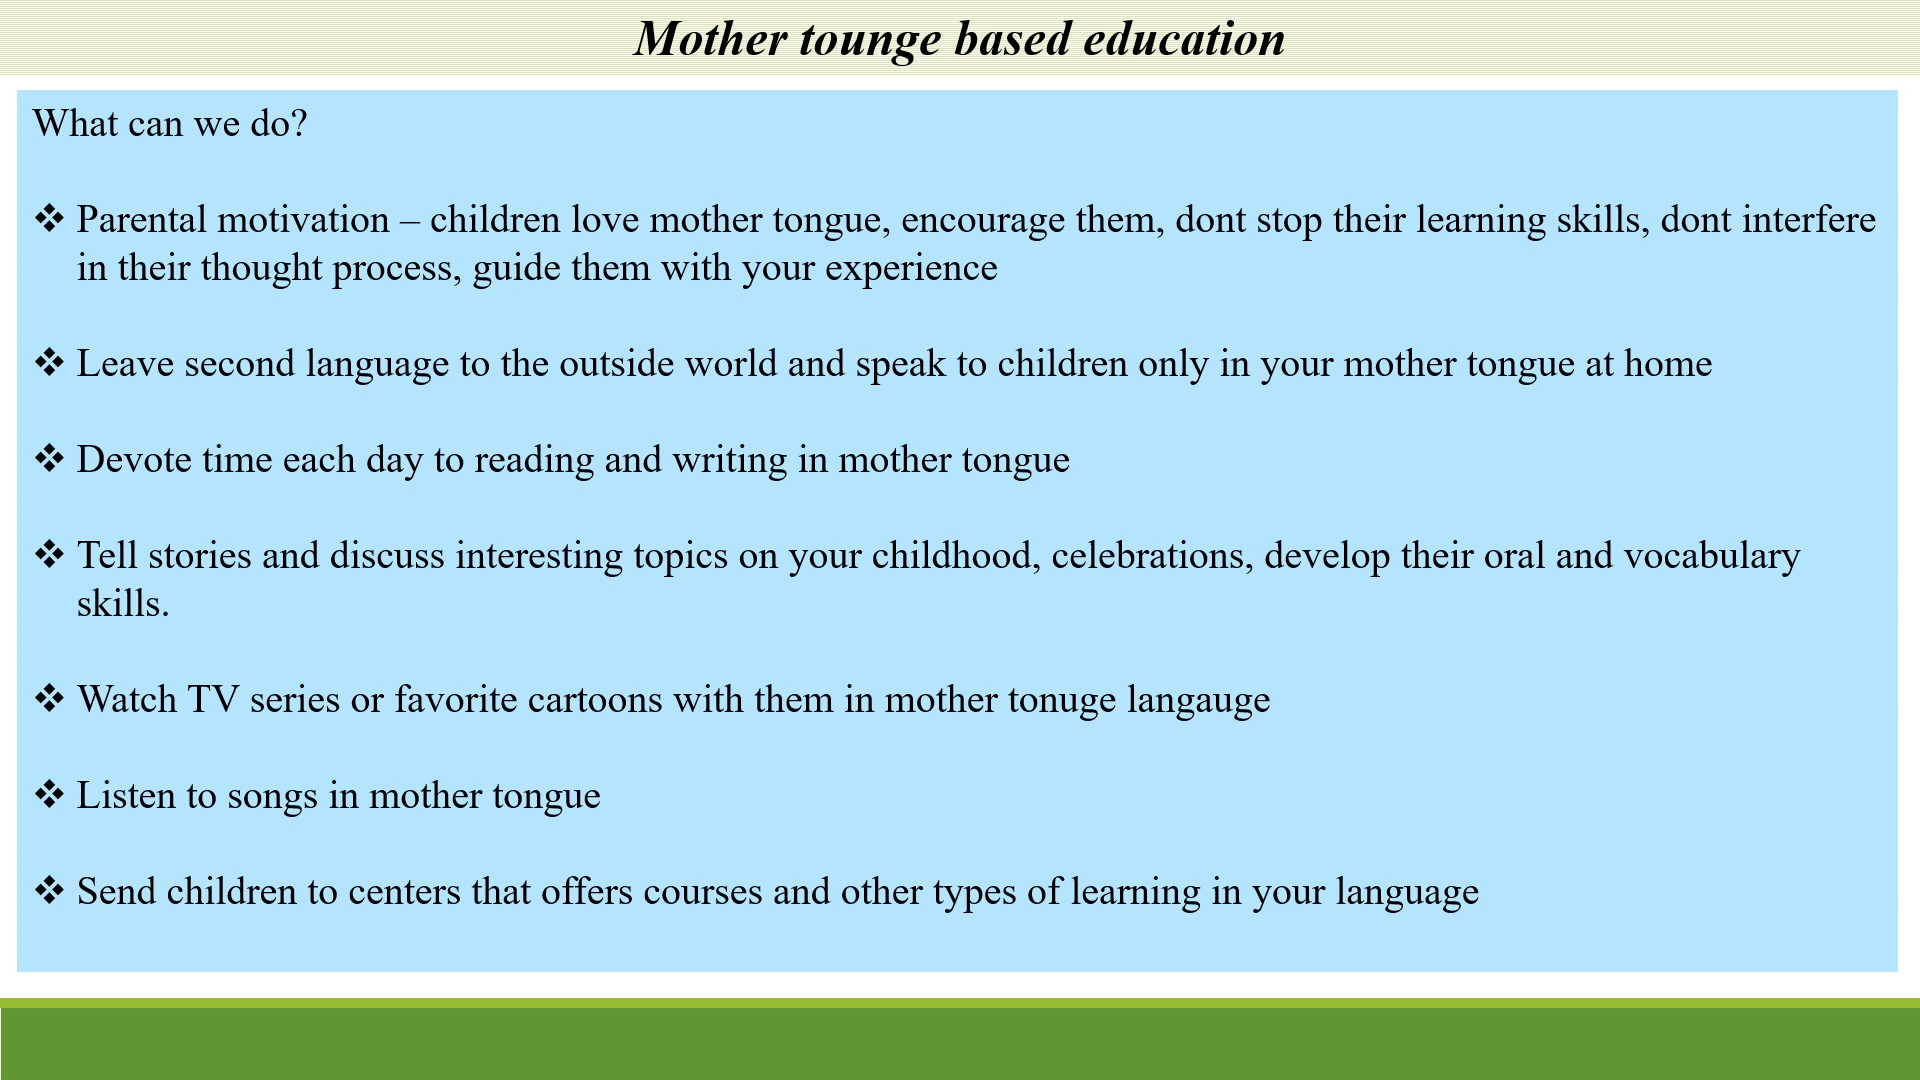 Mother tounge based education
What can we do?
❖ Parental motivation – children love mother tongue, encourage them, dont stop their learning skills, dont interfere
in their thought process, guide them with your experience
❖ Leave second language to the outside world and speak to children only in your mother tongue at home
❖ Devote time each day to reading and writing in mother tongue
❖ Tell stories and discuss interesting topics on your childhood, celebrations, develop their oral and vocabulary
skills.
❖ Watch TV series or favorite cartoons with them in mother tonuge langauge
❖ Listen to songs in mother tongue
❖ Send children to centers that offers courses and other types of learning in your language